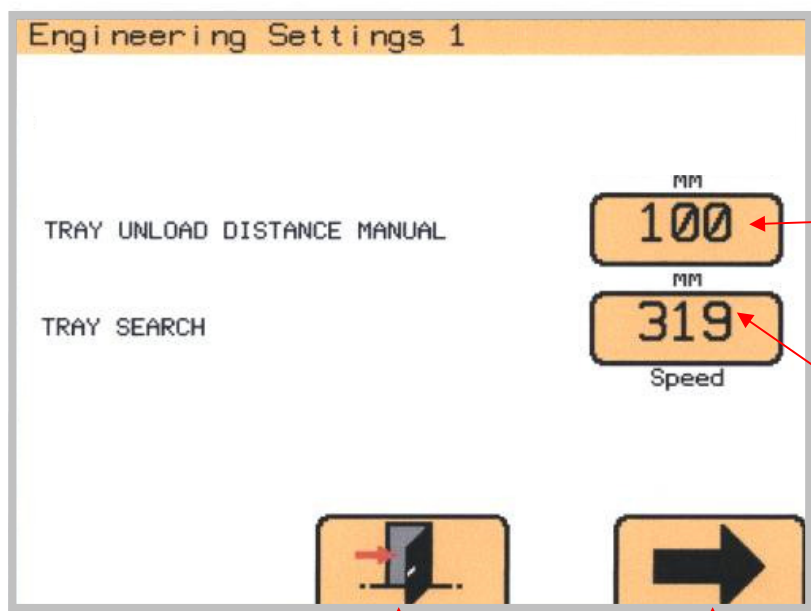 Engineering Settings 1
MM
TRAY UNLOAD DISTANCE MANUAL 100
MM
TRAY SEARCH 319
Speed